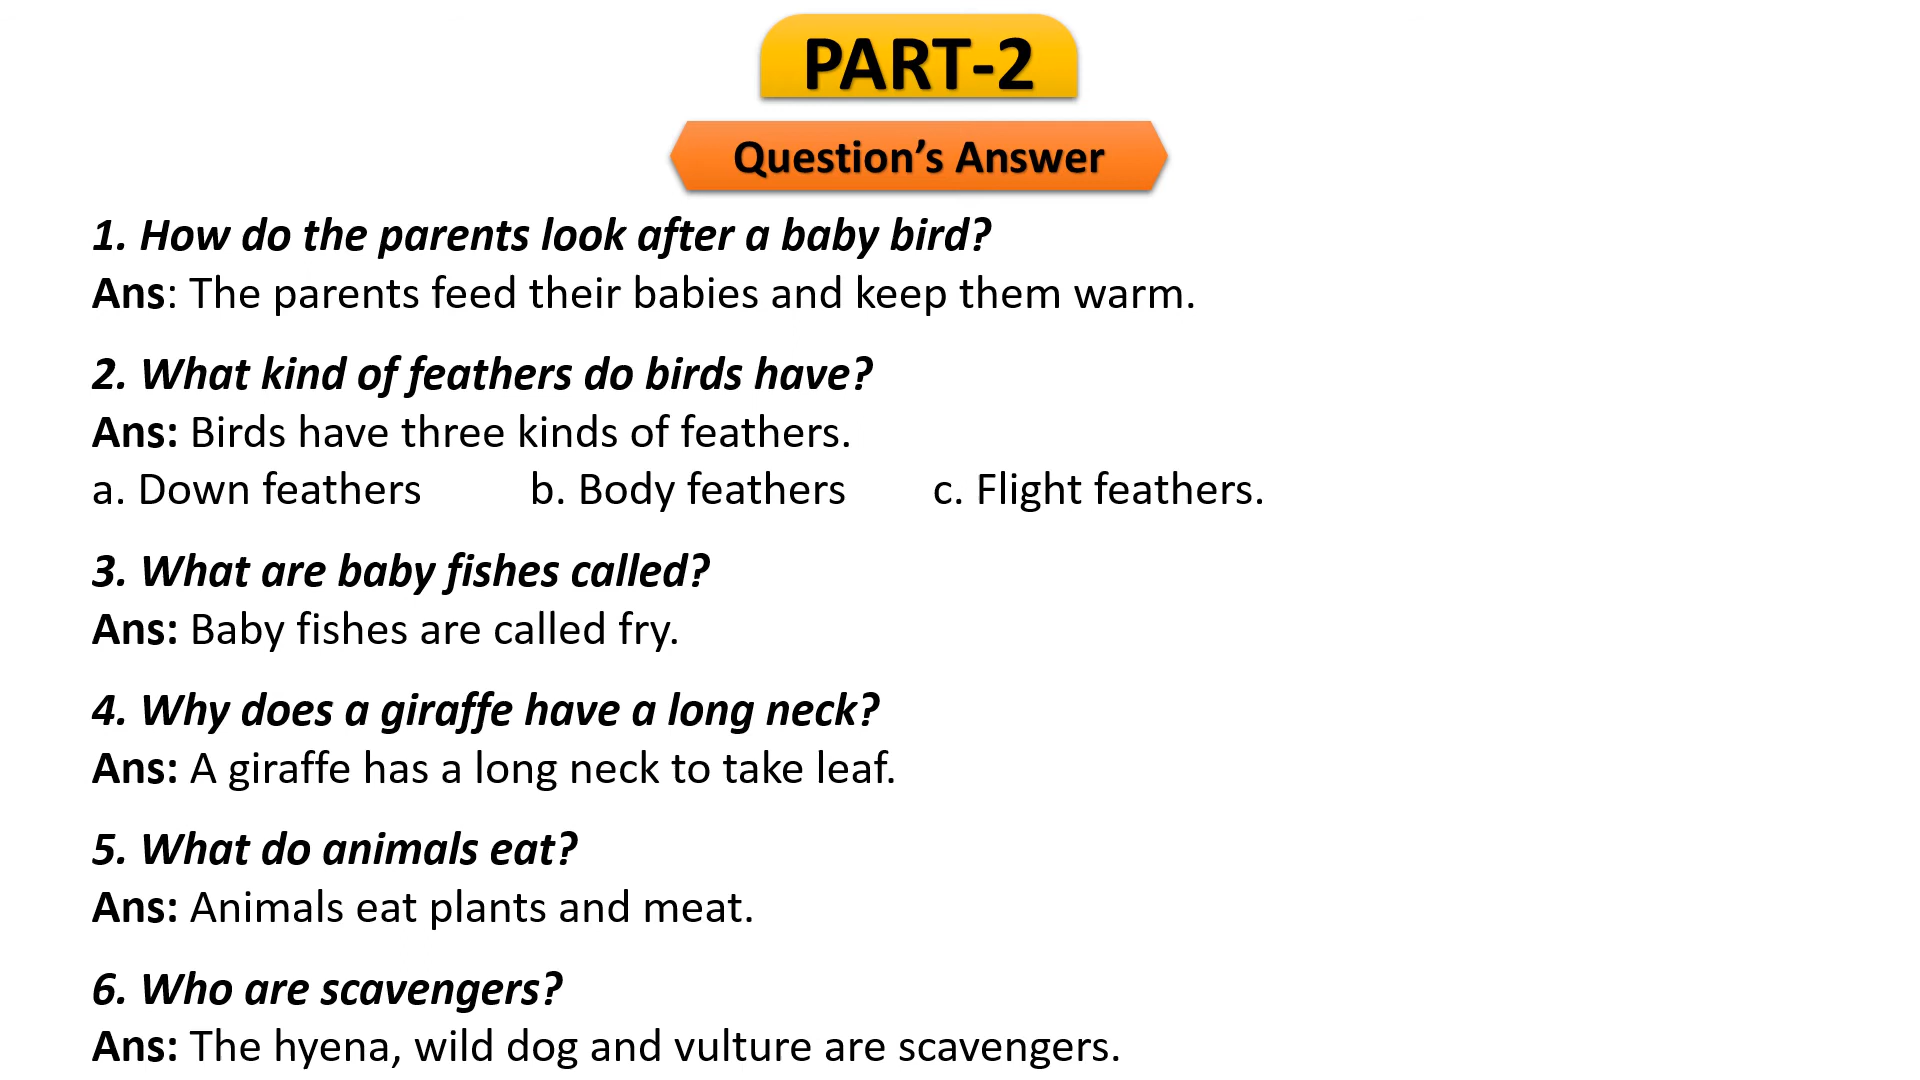 PART-2
Question’s Answer
1. How do the parents look after a baby bird?
Ans: The parents feed their babies and keep them warm.
2. What kind of feathers do birds have?
Ans: Birds have three kinds of feathers.
a. Down feathers b. Body feathers c. Flight feathers.
3. What are baby fishes called?
Ans: Baby fishes are called fry.
4. Why does a giraffe have a long neck?
Ans: A giraffe has a long neck to take leaf.
5. What do animals eat?
Ans: Animals eat plants and meat.
6. Who are scavengers?
Ans: The hyena, wild dog and vulture are scavengers.